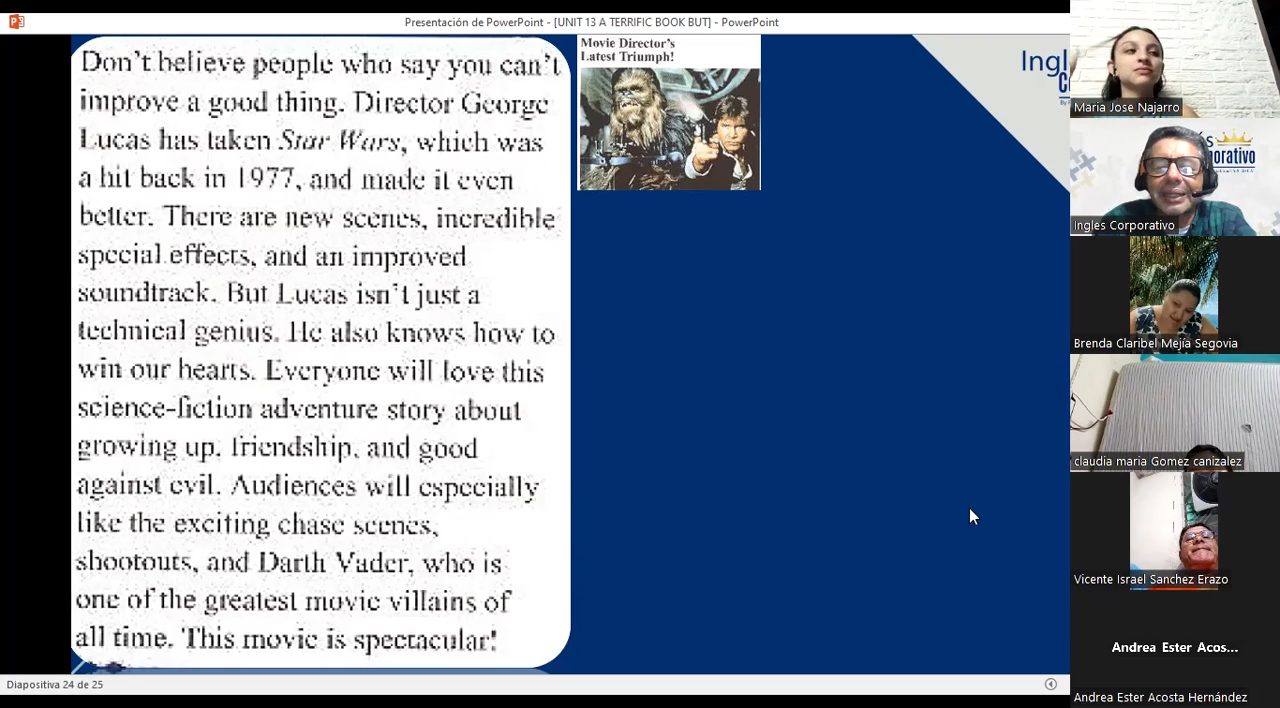 Presentación de PowerPoint - [UNIT 13 A TERRIFIC BOOK BUT] - PowerPoint
Don't believe people who say you can't
improve a good thing. Director George
Lucas has taken Star Wars, which was
a hit back in 1977, and made it even
better. There are new scenes, incredible
special effects, and an improved
soundtrack. But Lucas isn't just a
technical genius. He also knows how to
win our hearts. Everyone will love this
science-fiction adventure story about
growing up, friendship, and good
against evil. Audiences will especially
like the exciting chase scenes,
shootouts, and Darth Vader, who is
one of the greatest movie villains of
all time. This movie is spectacular!
Movie Director's
Latest Triumph!
Ingl
Diapositiva 24 de 25
Maria Jose Najarro
Ingles Corporativo
Brenda Claribel Mejía Segovia
claudia maria Gomez canizalez
Vicente Israel Sanchez Erazo
Andrea Ester Acos...
Andrea Ester Acosta Hernández